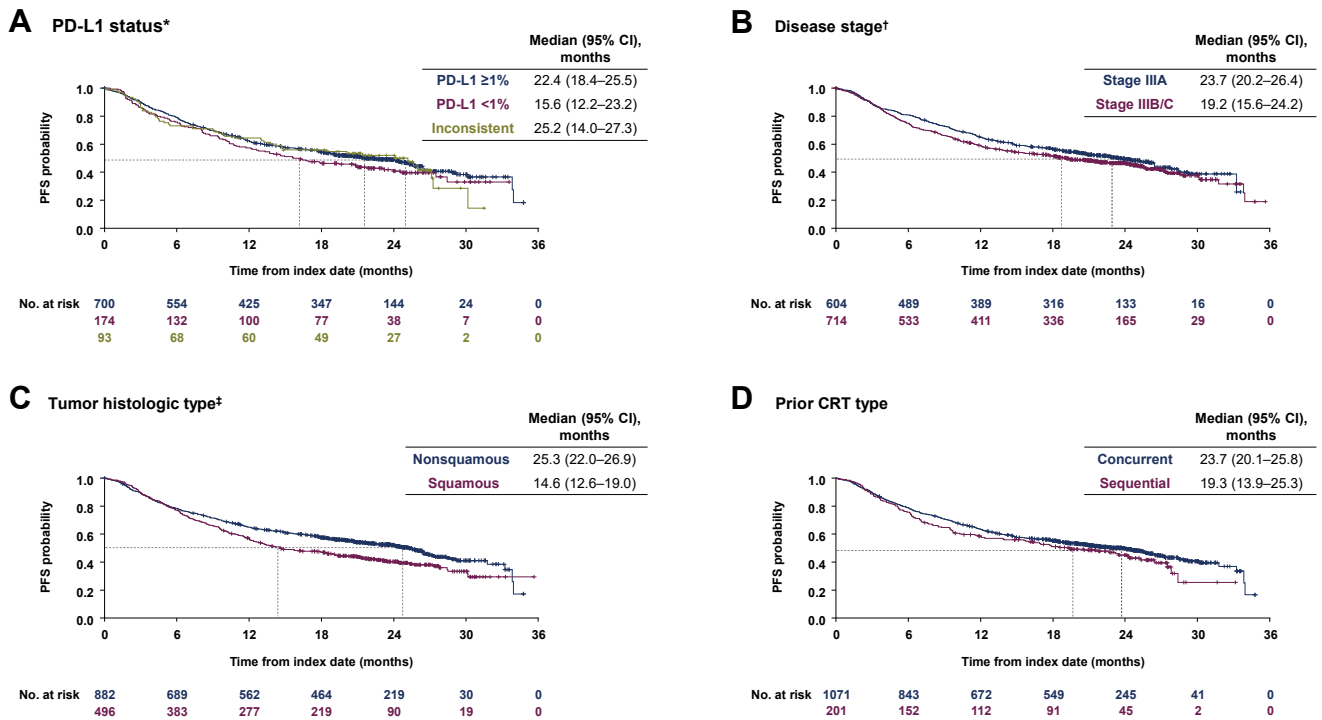 A PD-L1 status*
Median (95% CI),
months
PD-L1 ≥1% 22.4 (18.4–25.5)
PD-L1 <1% 15.6 (12.2–23.2)
Inconsistent 25.2 (14.0–27.3)
PFS probability
1.0
0.8
0.6
0.4
0.2
0.0
0 6 12 18 24 30 36
Time from index date (months)
No. at risk 700 554 425 347 144 24 0
174 132 100 77 38 7 0
93 68 60 49 27 2 0
B Disease stage†
Median (95% CI),
months
Stage IIIA 23.7 (20.2–26.4)
Stage IIIB/C 19.2 (15.6–24.2)
PFS probability
1.0
0.8
0.6
0.4
0.2
0.0
0 6 12 18 24 30 36
Time from index date (months)
No. at risk 604 489 389 316 133 16 0
714 533 411 336 165 29 0
C Tumor histologic type‡
Median (95% CI),
months
Nonsquamous 25.3 (22.0–26.9)
Squamous 14.6 (12.6–19.0)
PFS probability
1.0
0.8
0.6
0.4
0.2
0.0
0 6 12 18 24 30 36
Time from index date (months)
No. at risk 882 689 562 464 219 30 0
496 383 277 219 90 19 0
D Prior CRT type
Median (95% CI),
months
Concurrent 23.7 (20.1–25.8)
Sequential 19.3 (13.9–25.3)
PFS probability
1.0
0.8
0.6
0.4
0.2
0.0
0 6 12 18 24 30 36
Time from index date (months)
No. at risk 1071 843 672 549 245 41 0
201 152 112 91 45 2 0